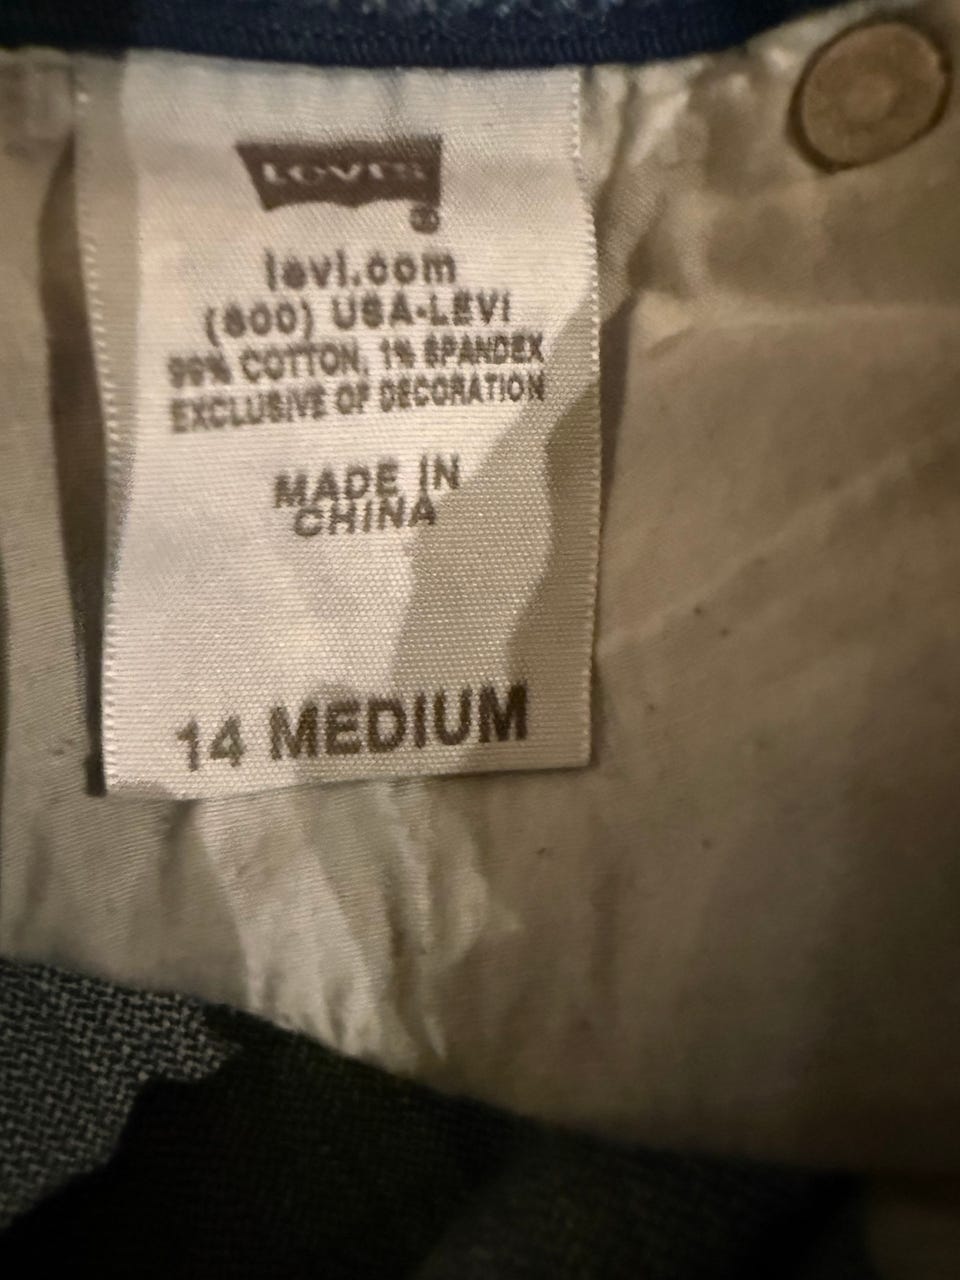 Levi's
®
levi.com
(800) USA-LEVI
99% COTTON, 1% SPANDEX
EXCLUSIVE OF DECORATION
MADE IN
CHINA
14 MEDIUM